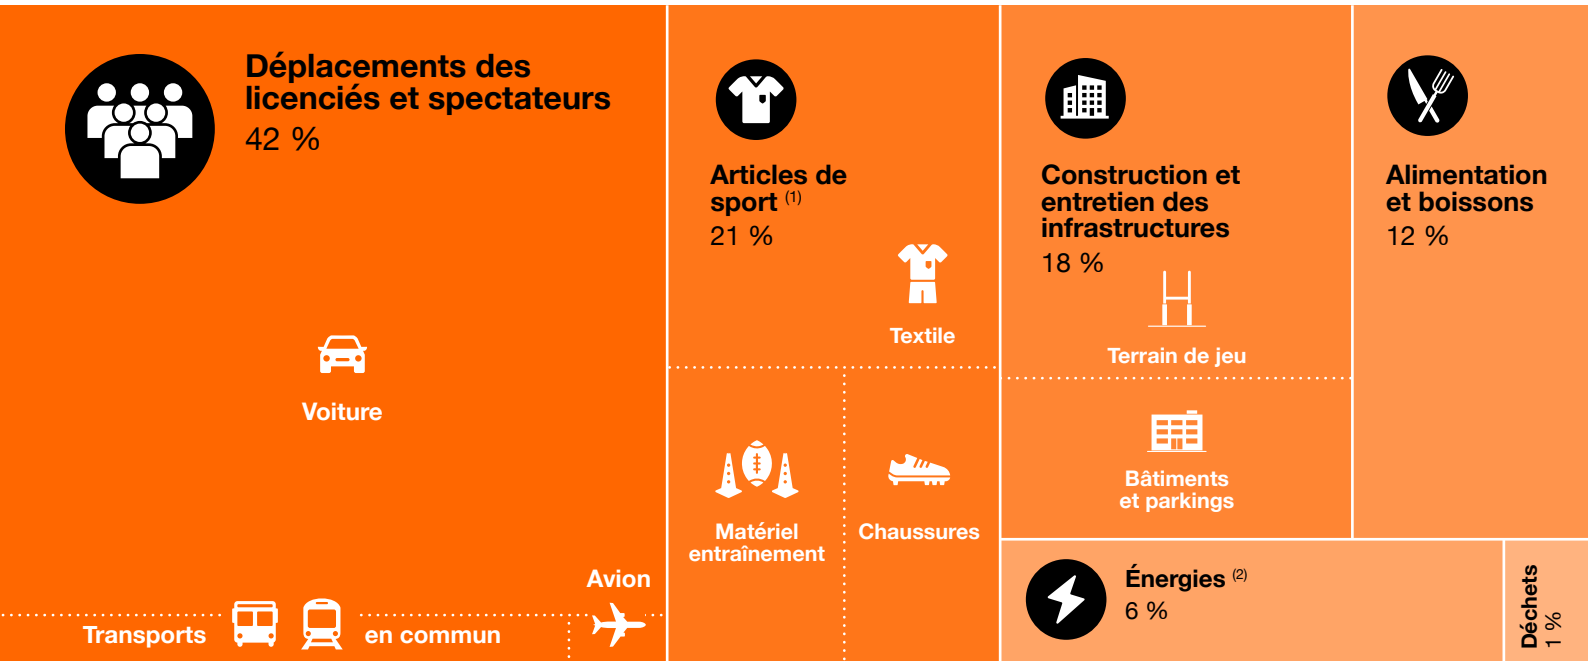 Déplacements des
licenciés et spectateurs
42 %
Voiture
Transports en commun
Avion
Articles de
sport (1)
21 %
Textile
Matériel
entraînement
Chaussures
Construction et
entretien des
infrastructures
18 %
Terrain de jeu
Bâtiments
et parkings
Alimentation
et boissons
12 %
Énergies (2)
6 %
Déchets
1 %